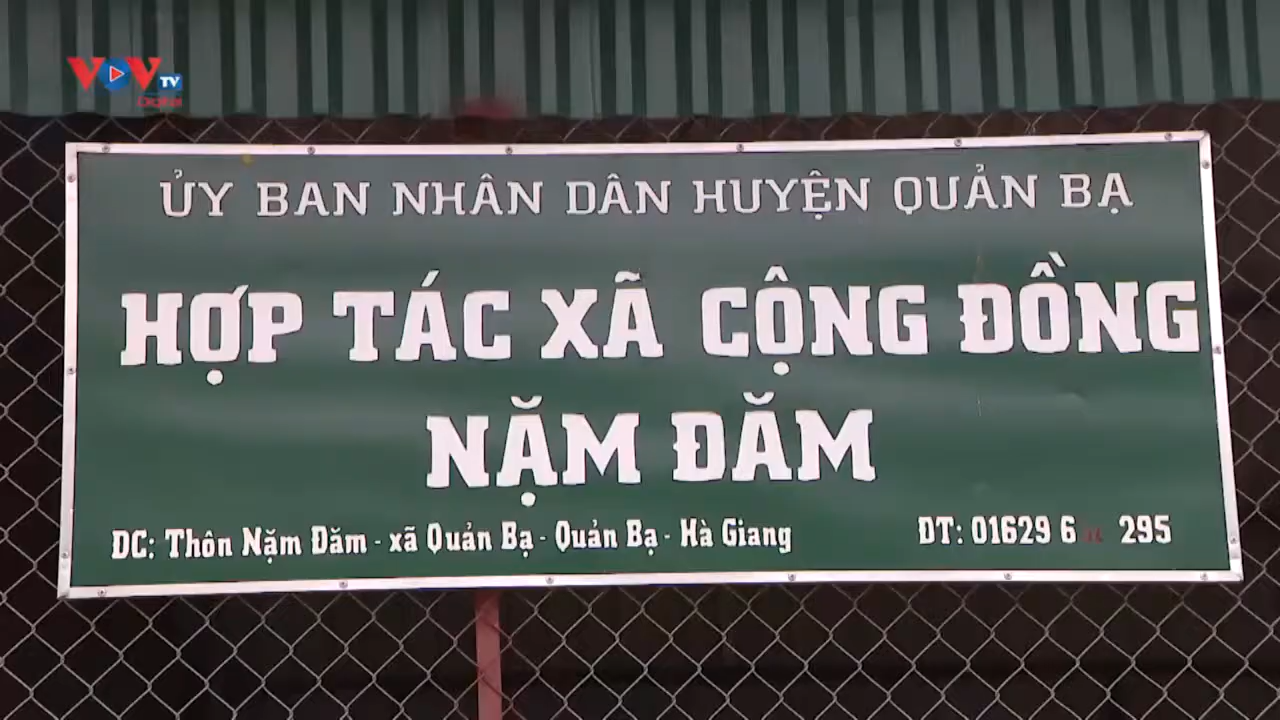 VOV TV
Digital
ỦY BAN NHÂN DÂN HUYỆN QUẢN BẠ
HỢP TÁC XÃ CỘNG ĐỒNG
NẶM ĐĂM
DC: Thôn Nặm Đăm - xã Quản Bạ - Quản Bạ - Hà Giang
ĐT: 01629 6 295